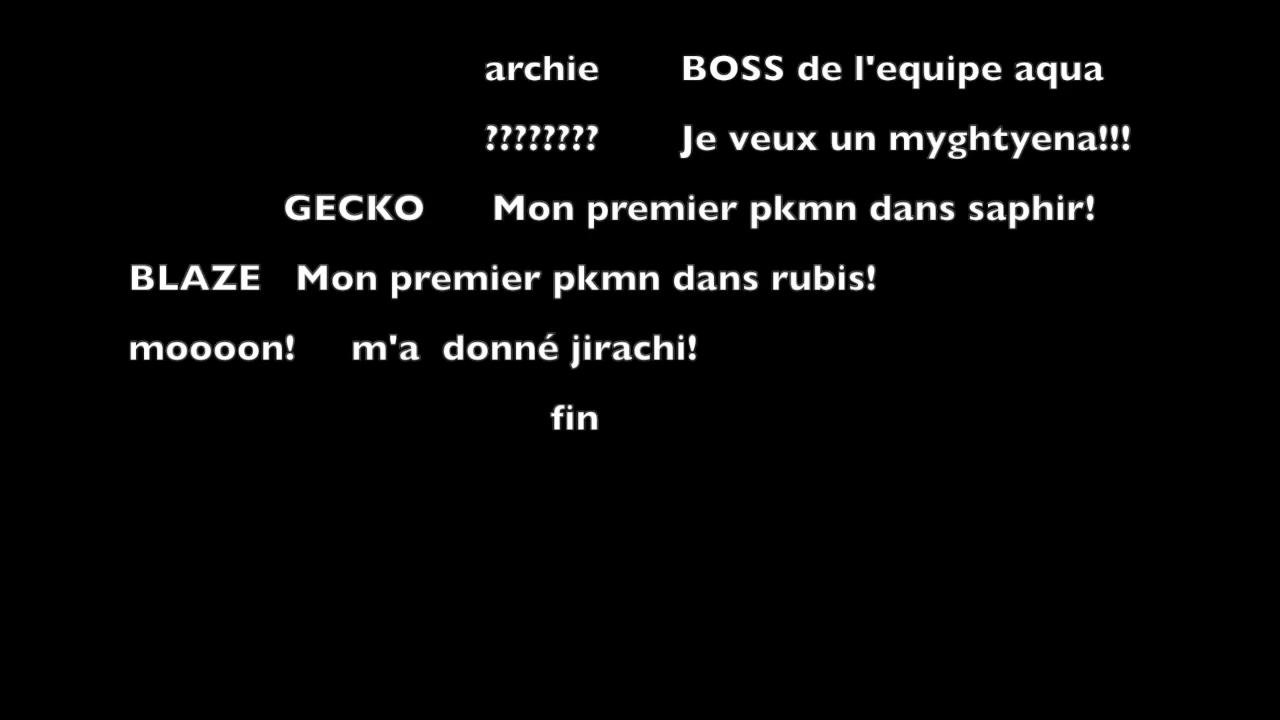 archie BOSS de l'equipe aqua
???????? Je veux un myghtyena!!!
GECKO Mon premier pkmn dans saphir!
BLAZE Mon premier pkmn dans rubis!
moooon! m'a donné jirachi!
fin